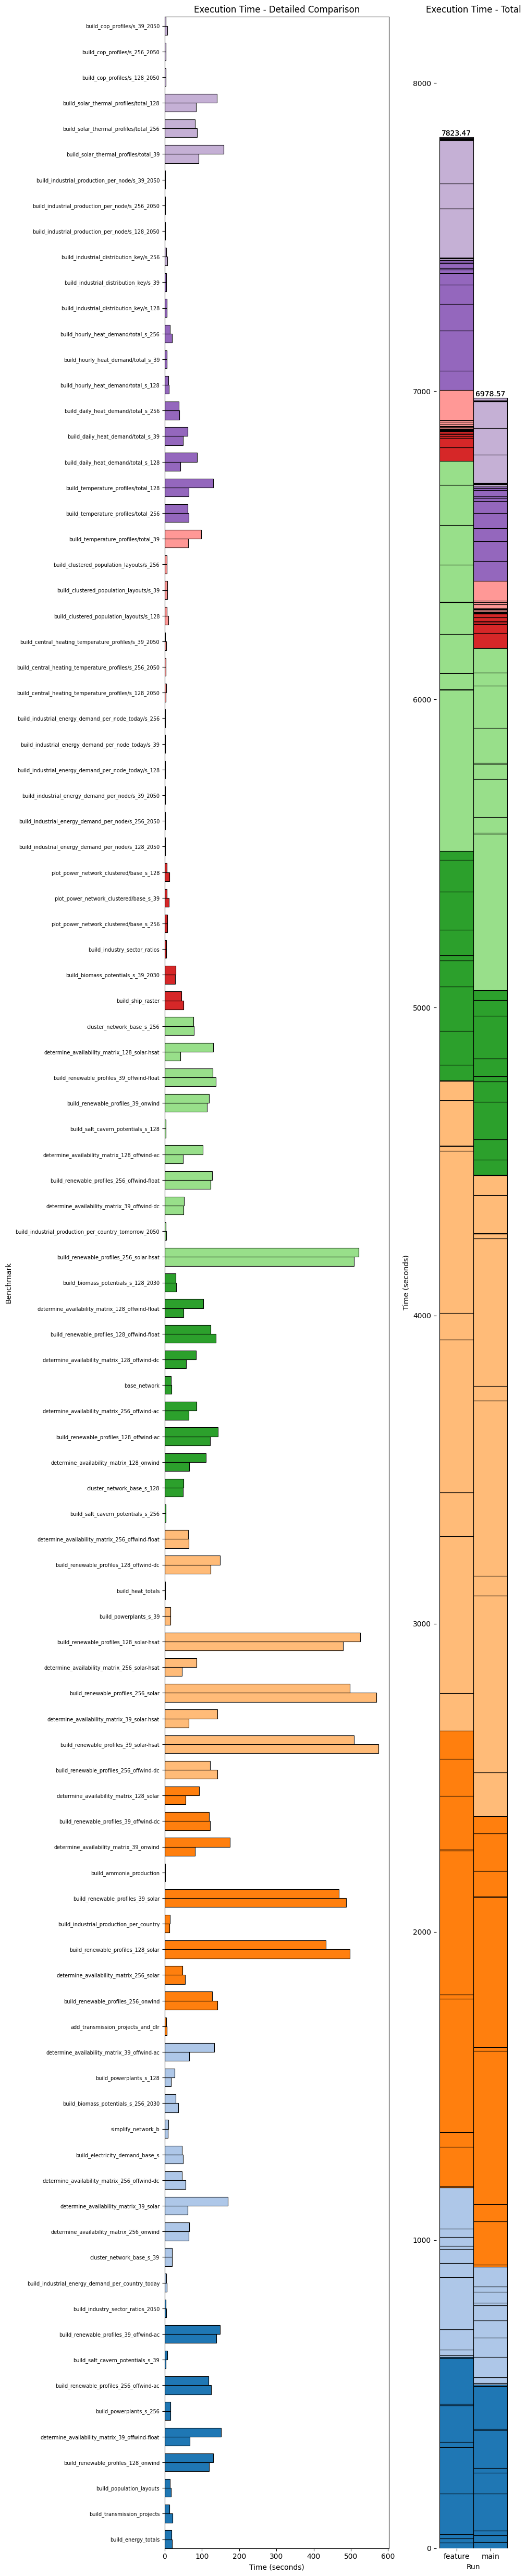 Execution Time - Detailed Comparison
build_cop_profiles/s_39_2050
build_cop_profiles/s_256_2050
build_cop_profiles/s_128_2050
build_solar_thermal_profiles/total_128
build_solar_thermal_profiles/total_256
build_solar_thermal_profiles/total_39
build_industrial_production_per_node/s_39_2050
build_industrial_production_per_node/s_256_2050
build_industrial_production_per_node/s_128_2050
build_industrial_distribution_key/s_256
build_industrial_distribution_key/s_39
build_industrial_distribution_key/s_128
build_hourly_heat_demand/total_s_256
build_hourly_heat_demand/total_s_39
build_hourly_heat_demand/total_s_128
build_daily_heat_demand/total_s_256
build_daily_heat_demand/total_s_39
build_daily_heat_demand/total_s_128
build_temperature_profiles/total_128
build_temperature_profiles/total_256
build_temperature_profiles/total_39
build_clustered_population_layouts/s_256
build_clustered_population_layouts/s_39
build_clustered_population_layouts/s_128
build_central_heating_temperature_profiles/s_39_2050
build_central_heating_temperature_profiles/s_256_2050
build_central_heating_temperature_profiles/s_128_2050
build_industrial_energy_demand_per_node_today/s_256
build_industrial_energy_demand_per_node_today/s_39
build_industrial_energy_demand_per_node_today/s_128
build_industrial_energy_demand_per_node/s_39_2050
build_industrial_energy_demand_per_node/s_256_2050
build_industrial_energy_demand_per_node/s_128_2050
plot_power_network_clustered/base_s_128
plot_power_network_clustered/base_s_39
plot_power_network_clustered/base_s_256
build_industry_sector_ratios
build_biomass_potentials_s_39_2030
build_ship_raster
cluster_network_base_s_256
determine_availability_matrix_128_solar-hsat
build_renewable_profiles_39_offwind-float
build_renewable_profiles_39_onwind
build_salt_cavern_potentials_s_128
determine_availability_matrix_128_offwind-ac
build_renewable_profiles_256_offwind-float
determine_availability_matrix_39_offwind-dc
build_industrial_production_per_country_tomorrow_2050
build_renewable_profiles_256_solar-hsat
build_biomass_potentials_s_128_2030
determine_availability_matrix_128_offwind-float
build_renewable_profiles_128_offwind-float
determine_availability_matrix_128_offwind-dc
base_network
determine_availability_matrix_256_offwind-ac
build_renewable_profiles_128_offwind-ac
determine_availability_matrix_128_onwind
cluster_network_base_s_128
build_salt_cavern_potentials_s_256
determine_availability_matrix_256_offwind-float
build_renewable_profiles_128_offwind-dc
build_heat_totals
build_powerplants_s_39
build_renewable_profiles_128_solar-hsat
determine_availability_matrix_256_solar-hsat
build_renewable_profiles_256_solar
determine_availability_matrix_39_solar-hsat
build_renewable_profiles_39_solar-hsat
build_renewable_profiles_256_offwind-dc
determine_availability_matrix_128_solar
build_renewable_profiles_39_offwind-dc
determine_availability_matrix_39_onwind
build_ammonia_production
build_renewable_profiles_39_solar
build_industrial_production_per_country
build_renewable_profiles_128_solar
determine_availability_matrix_256_solar
build_renewable_profiles_256_onwind
add_transmission_projects_and_dlr
determine_availability_matrix_39_offwind-ac
build_powerplants_s_128
build_biomass_potentials_s_256_2030
simplify_network_b
build_electricity_demand_base_s
determine_availability_matrix_256_offwind-dc
determine_availability_matrix_39_solar
determine_availability_matrix_256_onwind
cluster_network_base_s_39
build_industrial_energy_demand_per_country_today
build_industry_sector_ratios_2050
build_renewable_profiles_39_offwind-ac
build_salt_cavern_potentials_s_39
build_renewable_profiles_256_offwind-ac
build_powerplants_s_256
determine_availability_matrix_39_offwind-float
build_renewable_profiles_128_onwind
build_population_layouts
build_transmission_projects
build_energy_totals
0 100 200 300 400 500 600
Time (seconds)
Benchmark
Execution Time - Total
8000
7000
6000
5000
4000
3000
2000
1000
0
Time (seconds)
7823.47
6978.57
feature main
Run